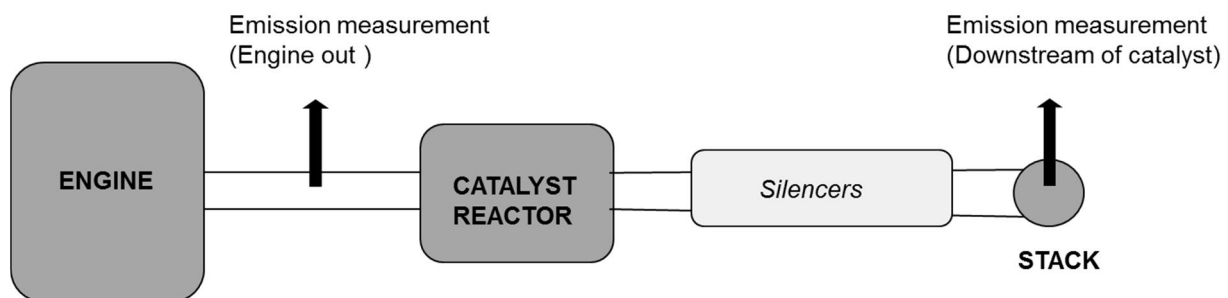 Emission measurement
(Engine out )
Emission measurement
(Downstream of catalyst)
ENGINE
CATALYST
REACTOR
Silencers
STACK